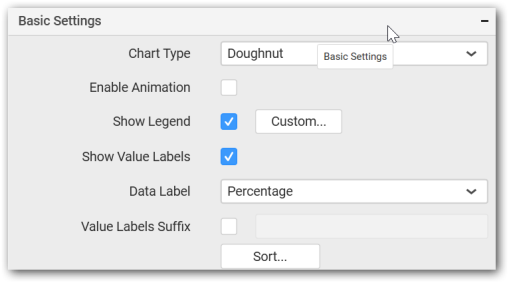 Basic Settings
Chart Type Doughnut
Basic Settings
Enable Animation
Show Legend Custom...
Show Value Labels
Data Label Percentage
Value Labels Suffix
Sort...